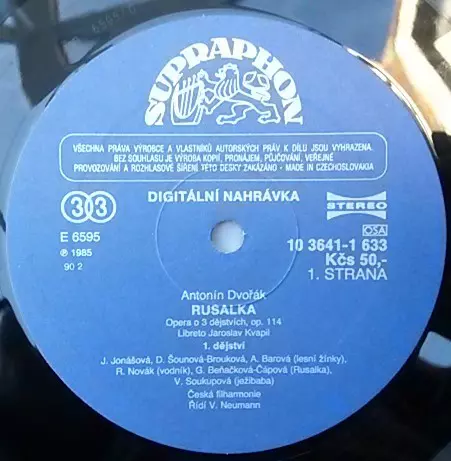 SUPRAPHON
VŠECHNA PRÁVA VÝROBCE A VLASTNÍKŮ AUTORSKÝCH PRÁV K DÍLU JSOU VYHRAZENA.
BEZ SOUHLASU JE VÝROBA KOPIÍ, PRONÁJEM, PŮJČOVÁNÍ, VEŘEJNÉ
PROVOZOVÁNÍ A ROZHLASOVÉ ŠÍŘENÍ TÉTO DESKY ZAKÁZÁNO - MADE IN CZECHOSLOVAKIA
33 DIGITÁLNÍ NAHRÁVKA STEREO
OSA
E 6595 10 3641-1 633
℗ 1985 Kčs 50,-
90 2 1. STRANA
Antonín Dvořák
RUSALKA
Opera o 3 dějstvích, op. 114
Libreto Jaroslav Kvapil
1. dějství
J. Jonášová, D. Šounová-Brouková, A. Barová (lesní žínky),
R. Novák (vodník), G. Beňačková-Čápová (Rusalka),
V. Soukupová (ježibaba)
Česká filharmonie
Řídí V. Neumann